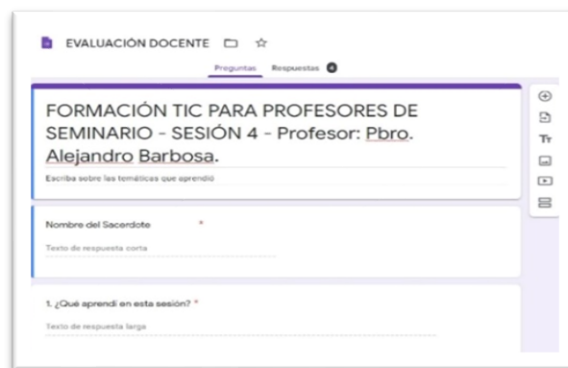 EVALUACIÓN DOCENTE
Preguntas Respuestas 4
FORMACIÓN TIC PARA PROFESORES DE
SEMINARIO - SESIÓN 4 - Profesor: Pbro.
Alejandro Barbosa.
Escriba sobre las temáticas que aprendió
Nombre del Sacerdote *
Texto de respuesta corta
1. ¿Qué aprendí en esta sesión? *
Texto de respuesta larga
Tт